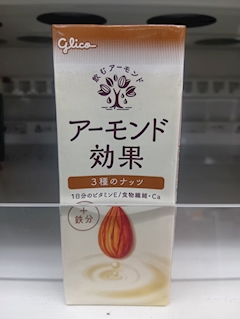 glico
飲むアーモンド
アーモンド
効果
3種のナッツ
1日分のビタミンE/食物繊維・Ca
+
鉄分